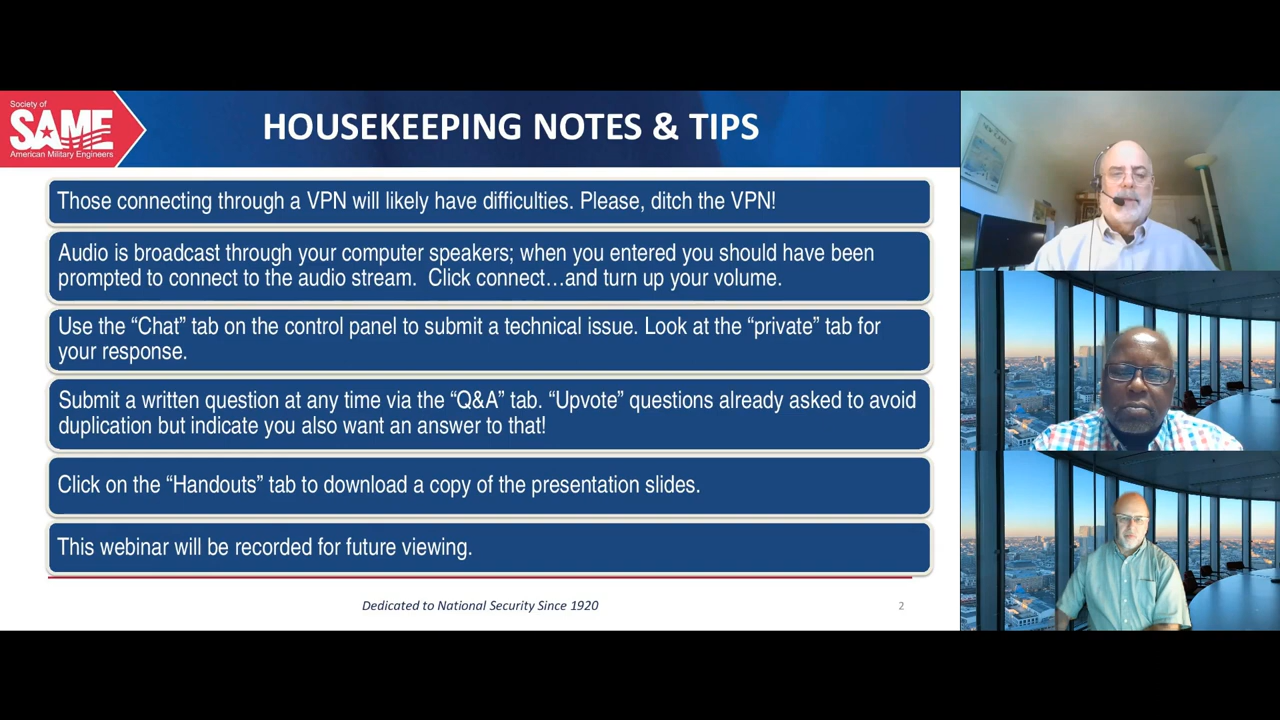 Society of
SAME
American Military Engineers
HOUSEKEEPING NOTES & TIPS
Those connecting through a VPN will likely have difficulties. Please, ditch the VPN!
Audio is broadcast through your computer speakers; when you entered you should have been
prompted to connect to the audio stream.  Click connect…and turn up your volume.
Use the “Chat” tab on the control panel to submit a technical issue. Look at the “private” tab for
your response.
Submit a written question at any time via the “Q&A” tab. “Upvote” questions already asked to avoid
duplication but indicate you also want an answer to that!
Click on the “Handouts” tab to download a copy of the presentation slides.
This webinar will be recorded for future viewing.
Dedicated to National Security Since 1920
2